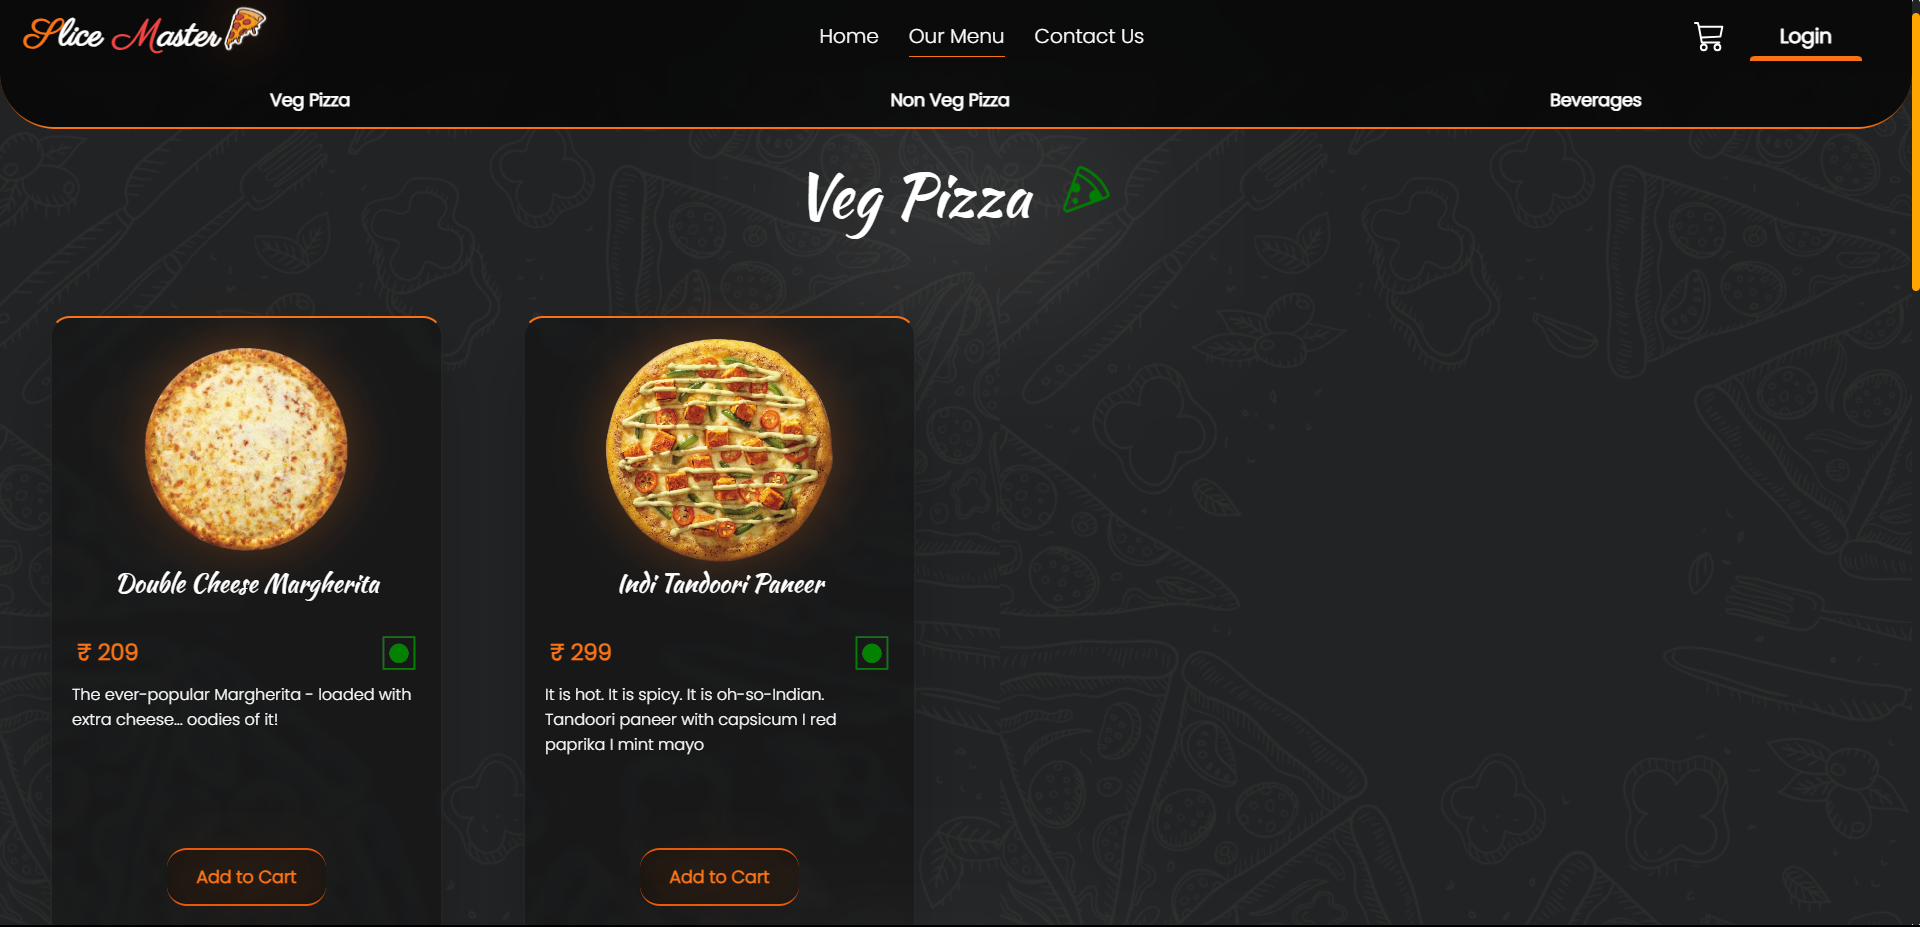 Slice Master
Home
Our Menu
Contact Us
Login
Veg Pizza
Non Veg Pizza
Beverages
Veg Pizza
Double Cheese Margherita
₹ 209
The ever-popular Margherita - loaded with
extra cheese... oodies of it!
Add to Cart
Indi Tandoori Paneer
₹ 299
It is hot. It is spicy. It is oh-so-Indian.
Tandoori paneer with capsicum I red
paprika I mint mayo
Add to Cart